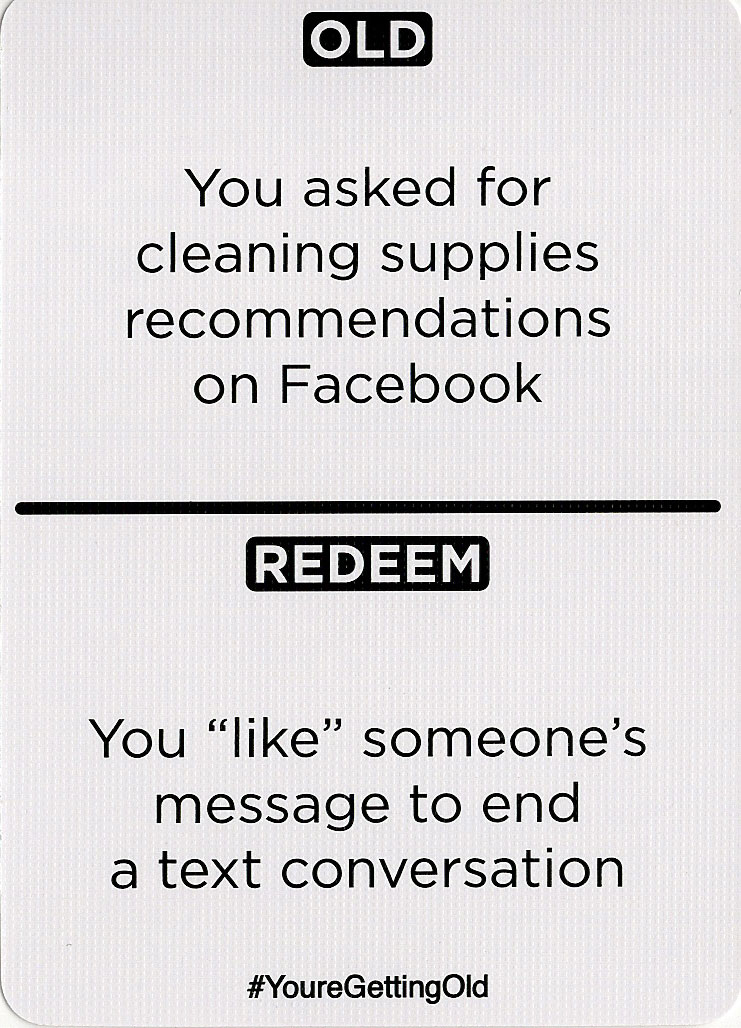 OLD
You asked for
cleaning supplies
recommendations
on Facebook
REDEEM
You “like” someone’s
message to end
a text conversation
#YoureGettingOld